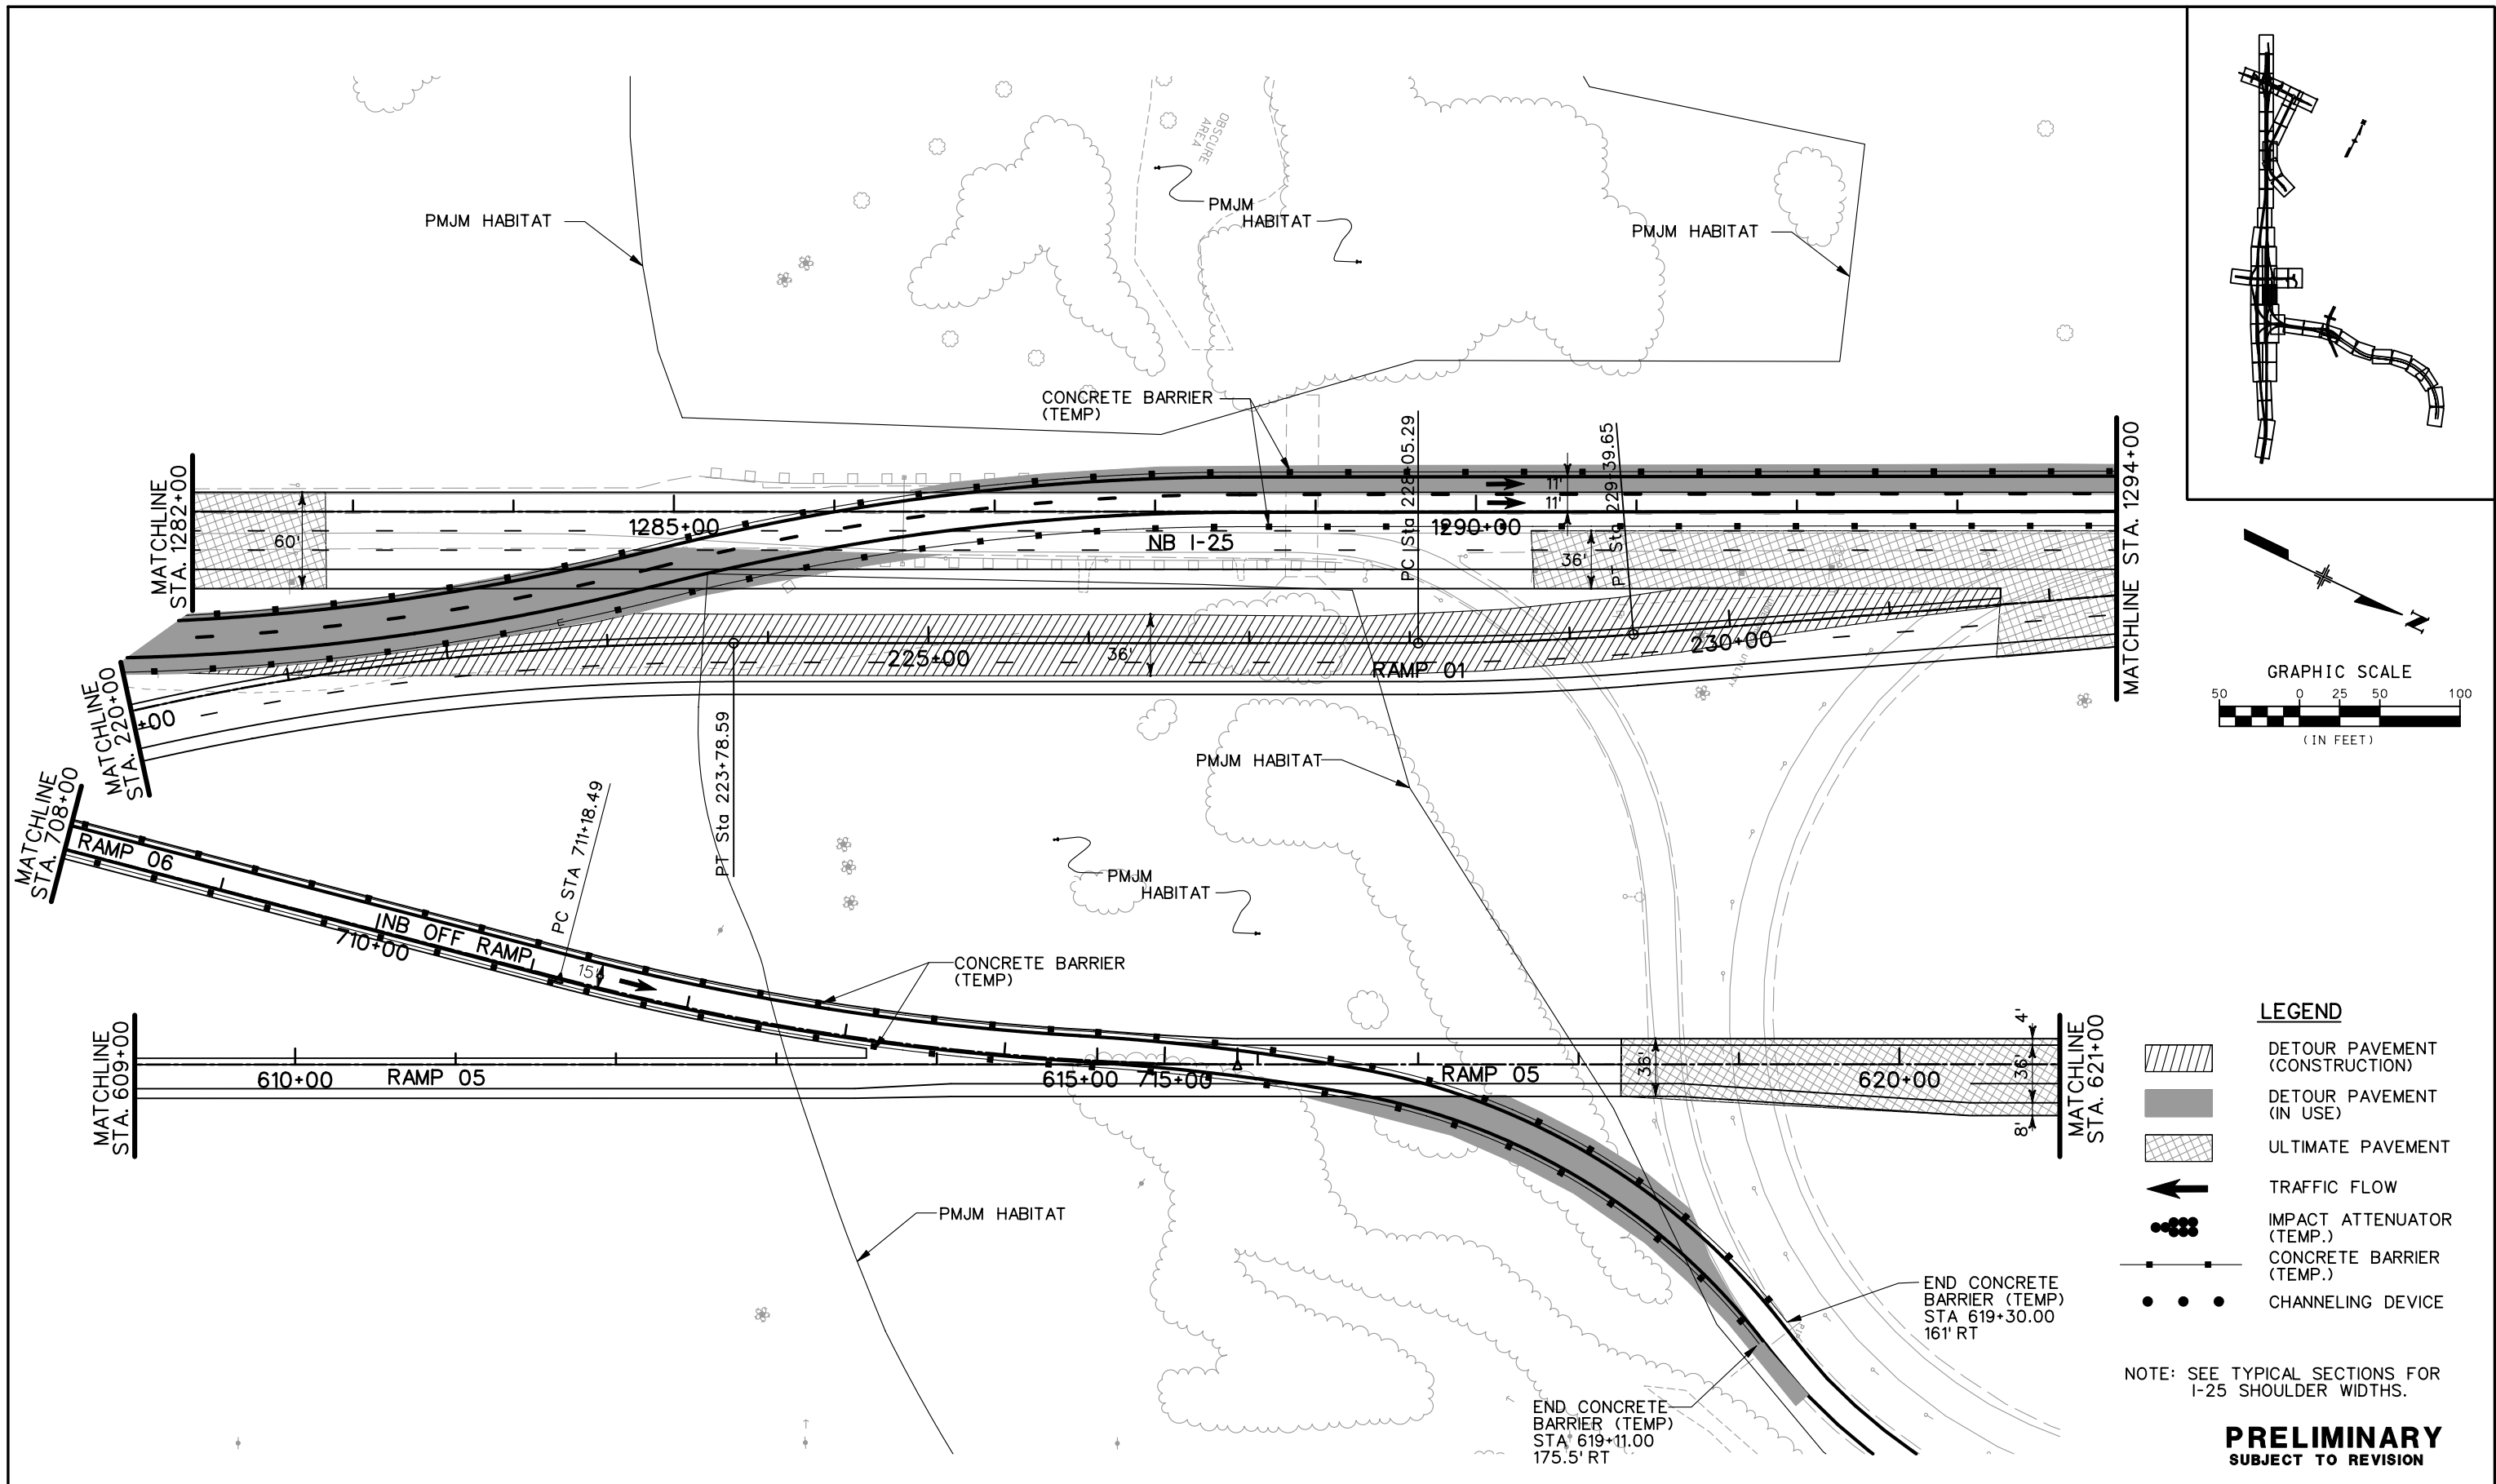 OBSCURE
AREA
PMJM HABITAT
PMJM
HABITAT
PMJM HABITAT
CONCRETE BARRIER
(TEMP)
MATCHLINE
STA. 1282+00
60'
1285+00
NB I-25
PC Sta 228+05.29
1290+00
11'
11'
36'
PT Sta 229+39.65
MATCHLINE STA. 1294+00
MATCHLINE
STA. 220+00
+00
225+00
36'
RAMP 01
230+00
PT Sta 223+78.59
PMJM HABITAT
MATCHLINE
STA. 708+00
RAMP 06
NB OFF RAMP
710+00
PC STA 711+18.49
15'
PMJM
HABITAT
CONCRETE BARRIER
(TEMP)
MATCHLINE
STA. 609+00
610+00
RAMP 05
615+00
715+00
RAMP 05
36'
620+00
4'
36'
8'
MATCHLINE
STA. 621+00
PMJM HABITAT
END CONCRETE
BARRIER (TEMP)
STA 619+30.00
161' RT
END CONCRETE
BARRIER (TEMP)
STA 619+11.00
175.5' RT
N
GRAPHIC SCALE
50 0 25 50 100
(IN FEET)
LEGEND
DETOUR PAVEMENT
(CONSTRUCTION)
DETOUR PAVEMENT
(IN USE)
ULTIMATE PAVEMENT
TRAFFIC FLOW
IMPACT ATTENUATOR
(TEMP.)
CONCRETE BARRIER
(TEMP.)
CHANNELING DEVICE
NOTE: SEE TYPICAL SECTIONS FOR
I-25 SHOULDER WIDTHS.
PRELIMINARY
SUBJECT TO REVISION